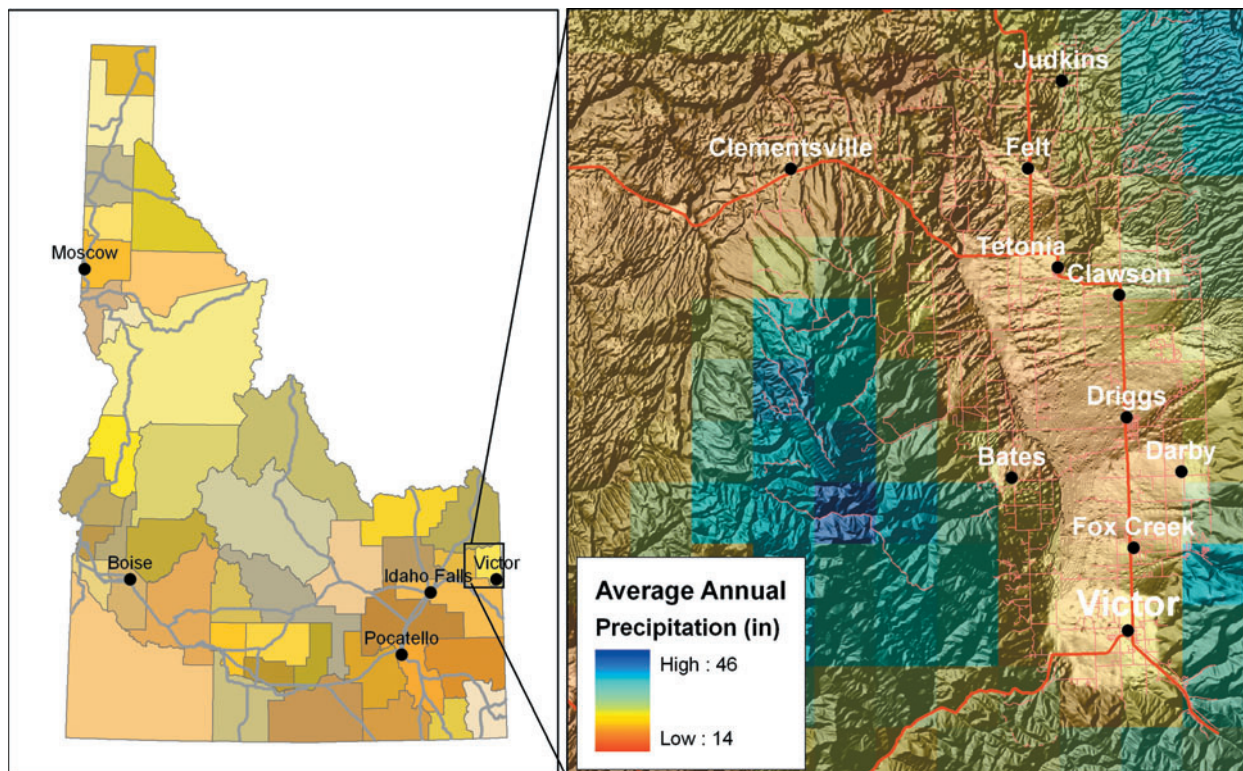 Moscow
Boise
Idaho Falls
Victor
Pocatello
Judkins
Clementsville
Felt
Tetonia
Clawson
Driggs
Bates
Darby
Fox Creek
Victor
Average Annual
Precipitation (in)
High : 46
Low : 14